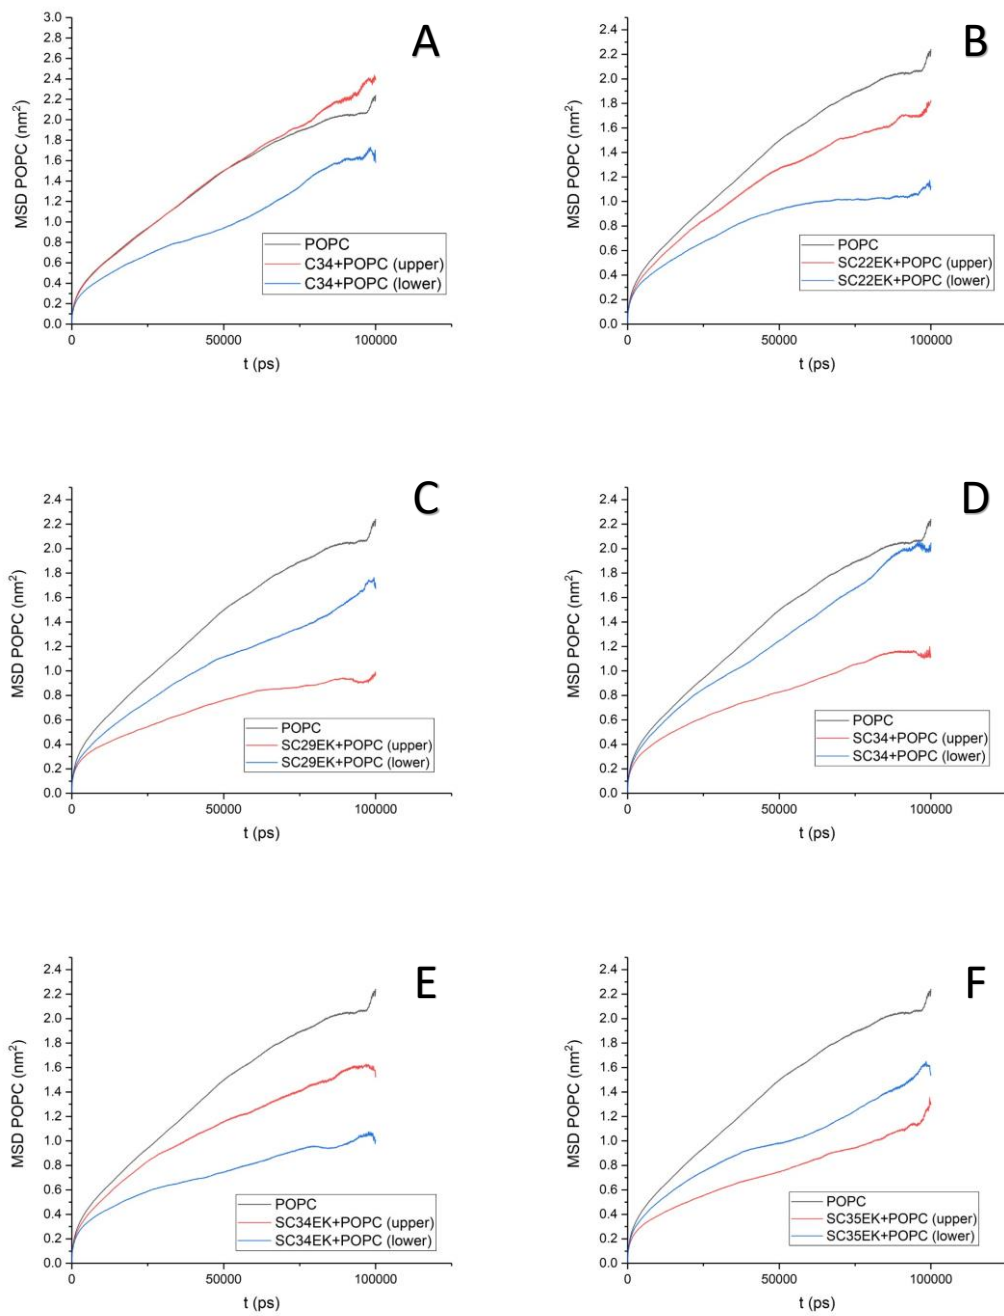 A
MSD POPC (nm²)
3.0
2.8
2.6
2.4
2.2
2.0
1.8
1.6
1.4
1.2
1.0
0.8
0.6
0.4
0.2
0.0
POPC
C34+POPC (upper)
C34+POPC (lower)
0 50000 100000
t (ps)
B
MSD POPC (nm²)
2.4
2.2
2.0
1.8
1.6
1.4
1.2
1.0
0.8
0.6
0.4
0.2
0.0
POPC
SC22EK+POPC (upper)
SC22EK+POPC (lower)
0 50000 100000
t (ps)
C
MSD POPC (nm²)
2.4
2.2
2.0
1.8
1.6
1.4
1.2
1.0
0.8
0.6
0.4
0.2
0.0
POPC
SC29EK+POPC (upper)
SC29EK+POPC (lower)
0 50000 100000
t (ps)
D
MSD POPC (nm²)
2.4
2.2
2.0
1.8
1.6
1.4
1.2
1.0
0.8
0.6
0.4
0.2
0.0
POPC
SC34+POPC (upper)
SC34+POPC (lower)
0 50000 100000
t (ps)
E
MSD POPC (nm²)
2.4
2.2
2.0
1.8
1.6
1.4
1.2
1.0
0.8
0.6
0.4
0.2
0.0
POPC
SC34EK+POPC (upper)
SC34EK+POPC (lower)
0 50000 100000
t (ps)
F
MSD POPC (nm²)
2.4
2.2
2.0
1.8
1.6
1.4
1.2
1.0
0.8
0.6
0.4
0.2
0.0
POPC
SC35EK+POPC (upper)
SC35EK+POPC (lower)
0 50000 100000
t (ps)